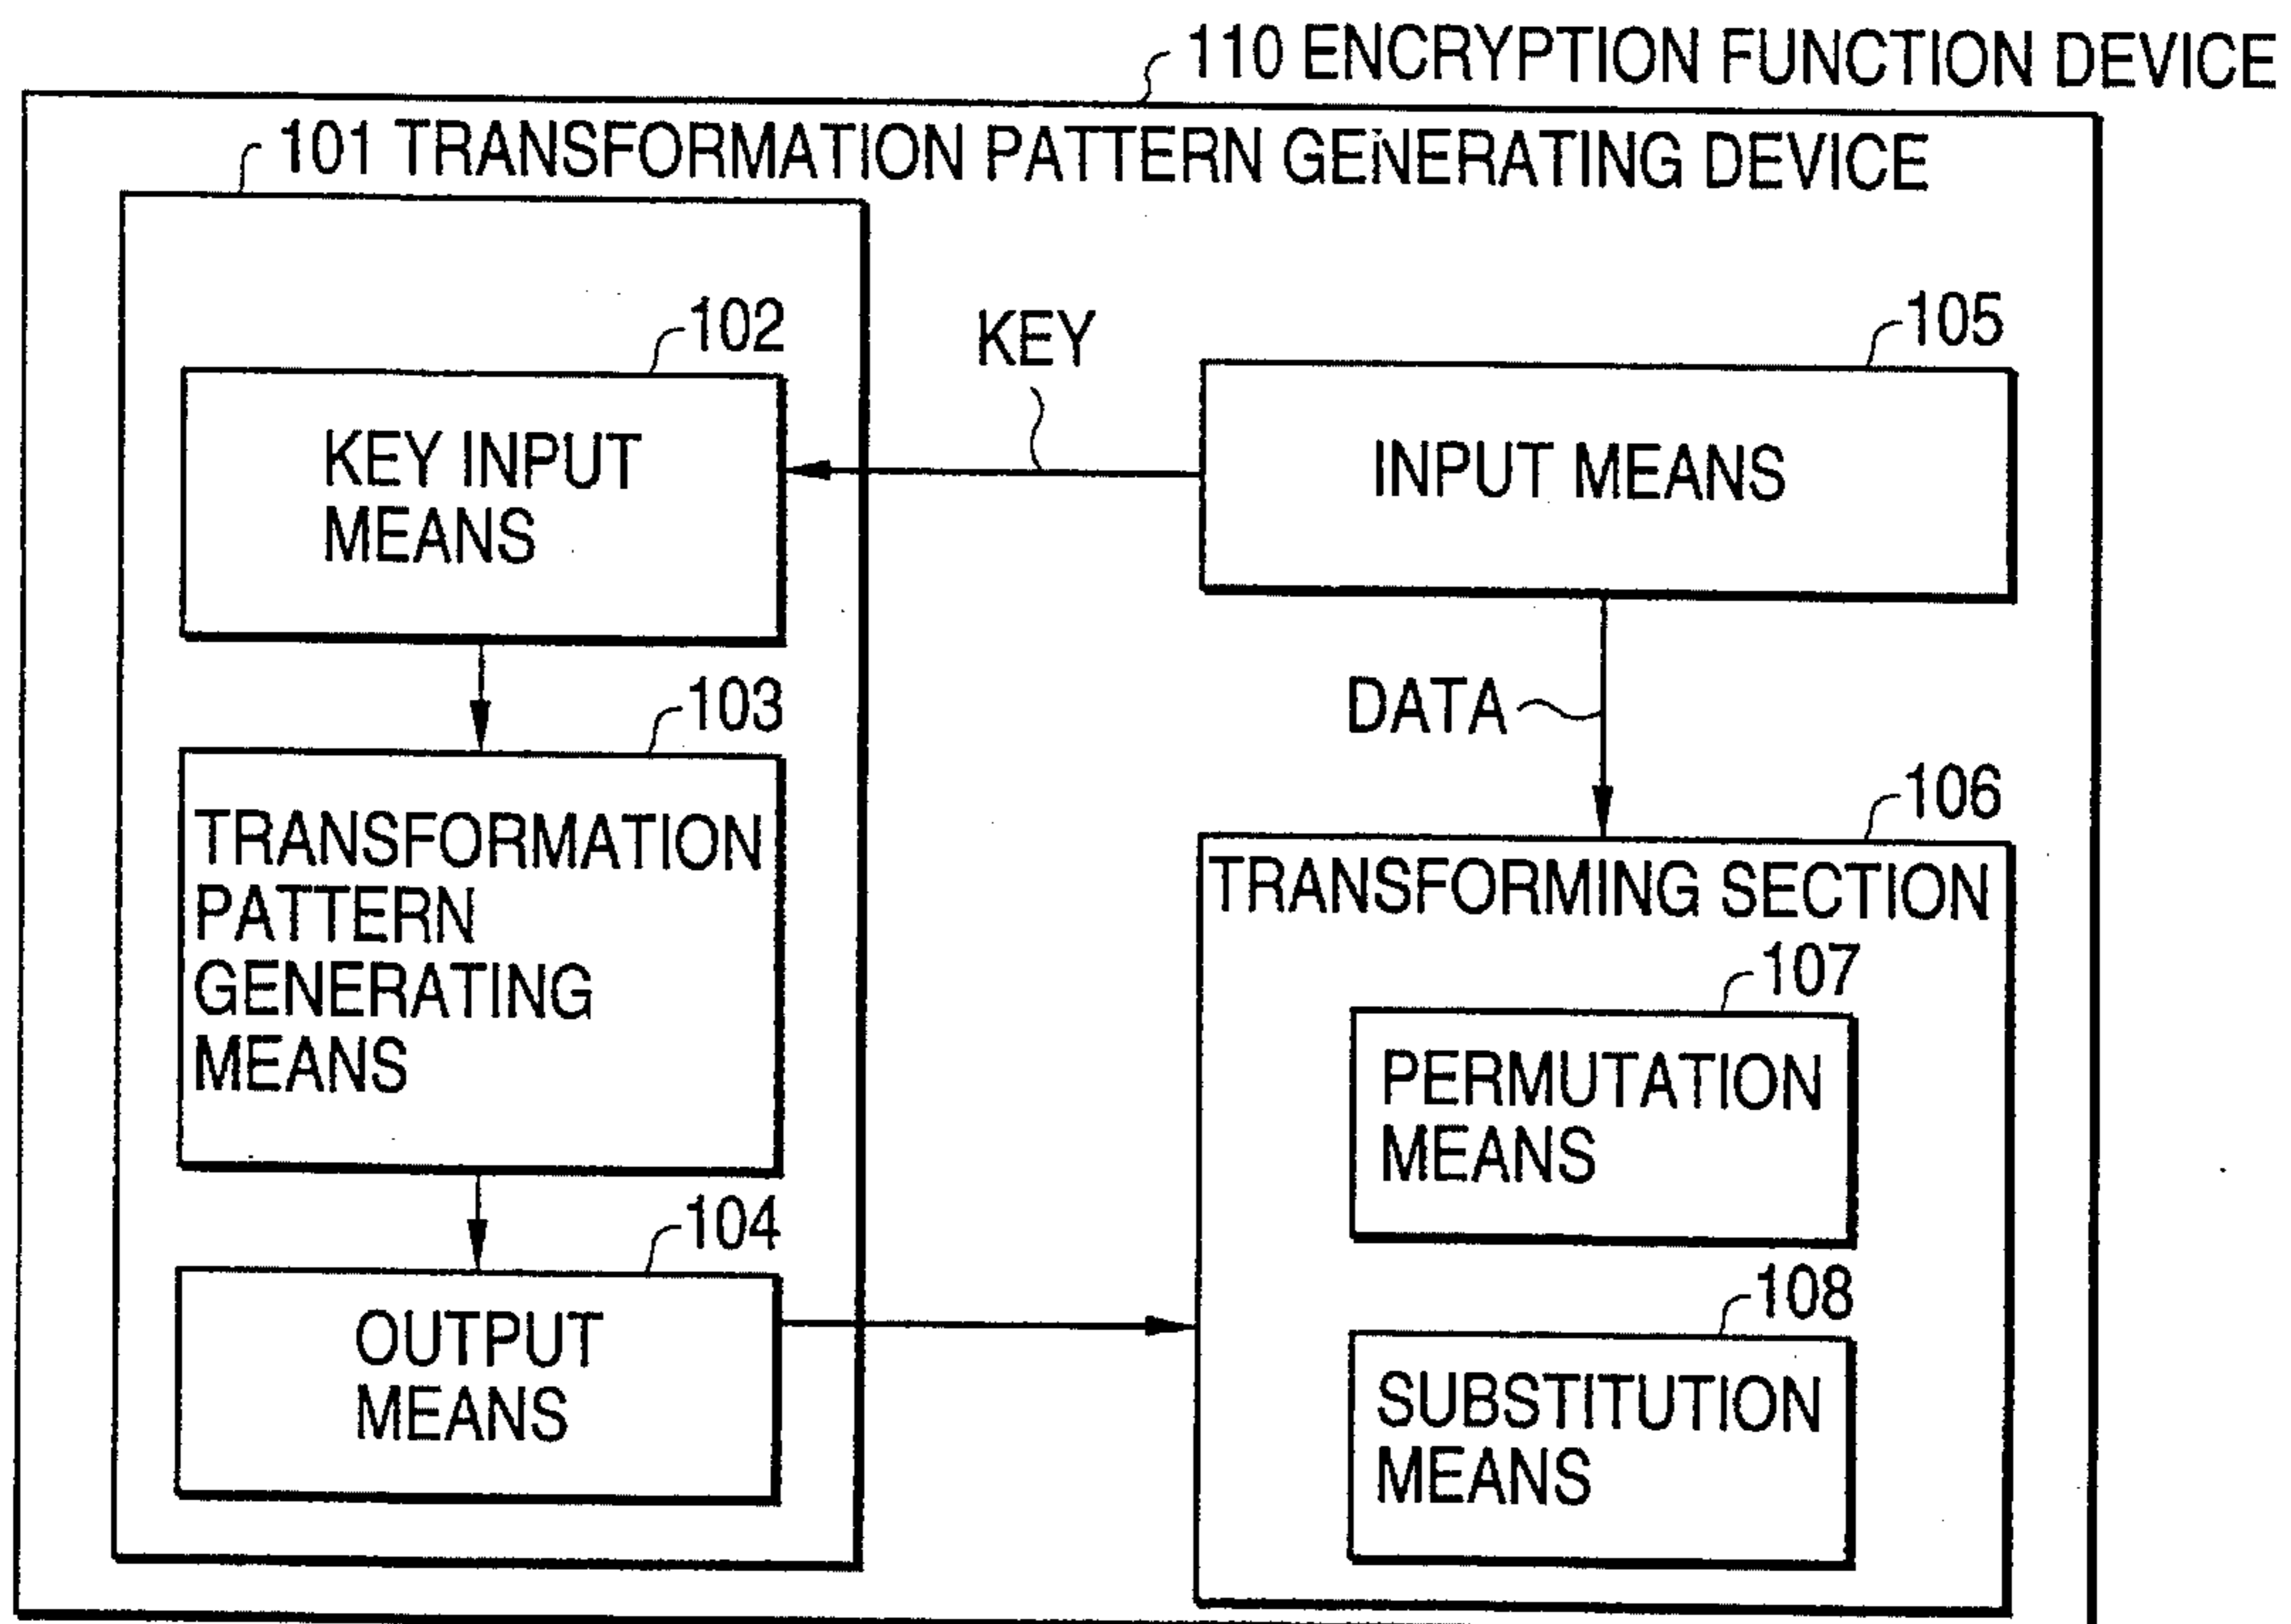 110 ENCRYPTION FUNCTION DEVICE
101 TRANSFORMATION PATTERN GENERATING DEVICE
102
KEY INPUT
MEANS
KEY
105
INPUT MEANS
103
TRANSFORMATION
PATTERN
GENERATING
MEANS
DATA
106
TRANSFORMING SECTION
107
PERMUTATION
MEANS
104
OUTPUT
MEANS
108
SUBSTITUTION
MEANS